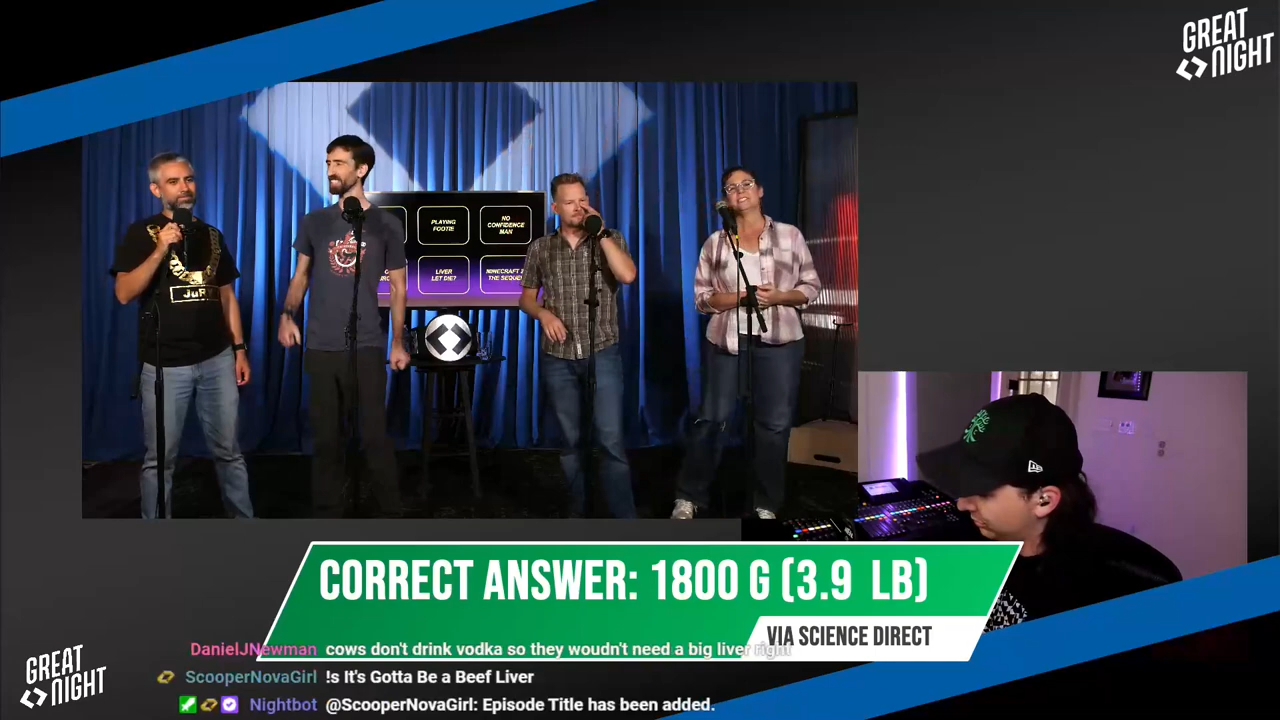 GREAT
NIGHT
PLAYING
FOOTIE
NO
CONFIDENCE
MAN
LIVER
LET DIE?
MINECRAFT 2
THE SEQUEL
CORRECT ANSWER: 1800 G (3.9 LB)
VIA SCIENCE DIRECT
DanielJNewman cows don't drink vodka so they woudn't need a big liver right
ScooperNovaGirl !s It's Gotta Be a Beef Liver
Nightbot @ScooperNovaGirl: Episode Title has been added.
GREAT
NIGHT